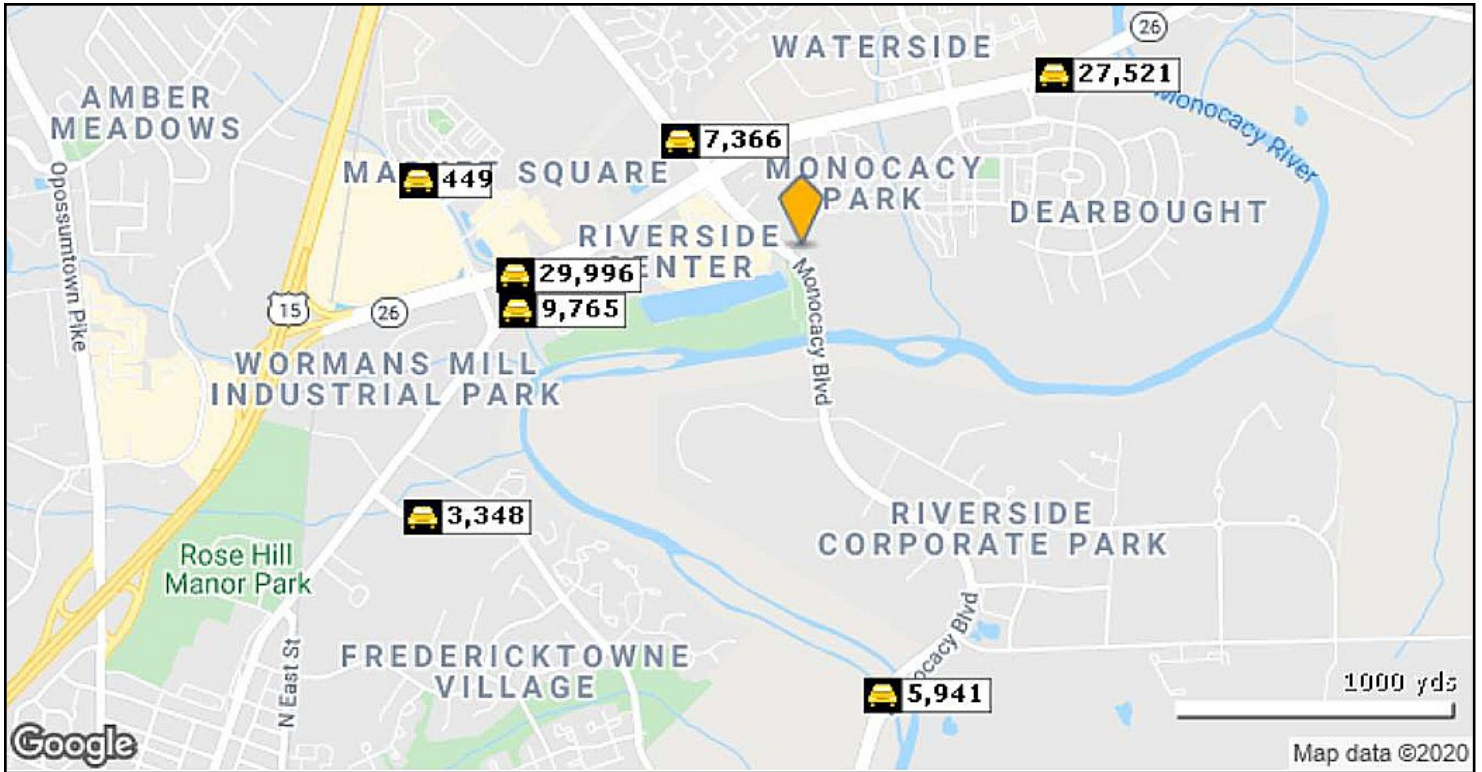 26
WATERSIDE
27,521
AMBER
MEADOWS
Monocacy River
7,366
MONOCACY
PARK
449
SQUARE
Opossumtown Pike
DEARBOUGHT
RIVERSIDE
29,996
9,765
Monocacy Blvd
15
26
WORMANS MILL
INDUSTRIAL PARK
3,348
RIVERSIDE
CORPORATE PARK
Rose Hill
Manor Park
N East St
FREDERICKTOWNE
VILLAGE
5,941
1000 yds
Google
Map data ©2020